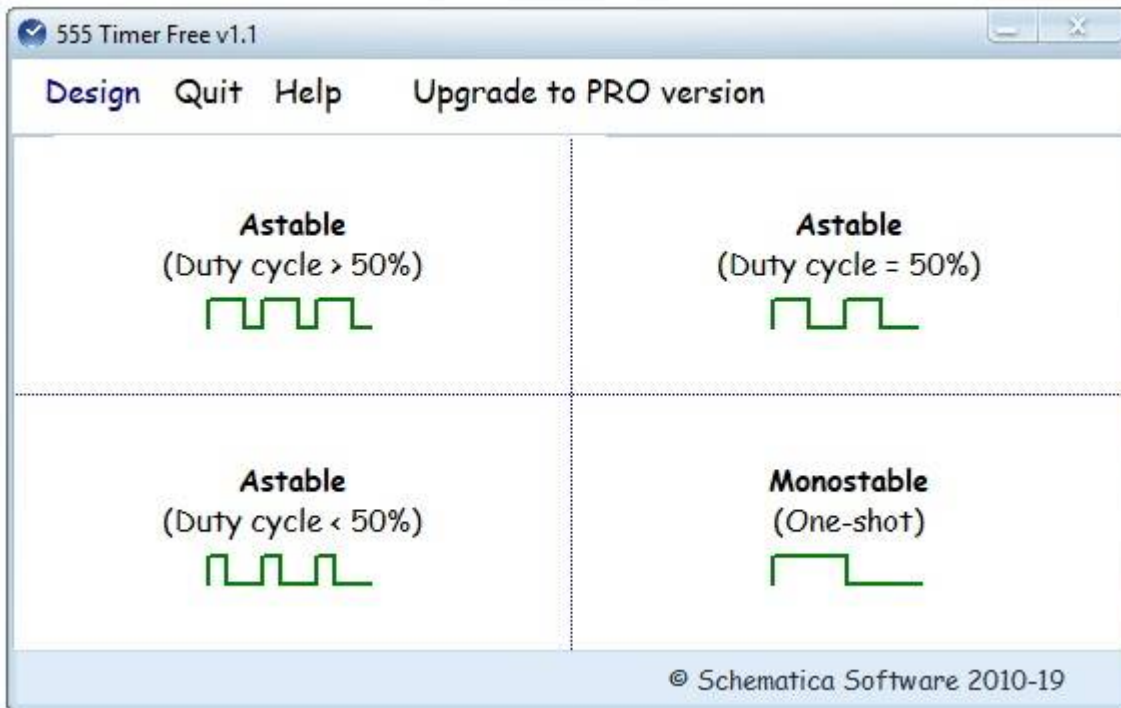 555 Timer Free v1.1
Design Quit Help Upgrade to PRO version
Astable
(Duty cycle > 50%)
Astable
(Duty cycle = 50%)
Astable
(Duty cycle < 50%)
Monostable
(One-shot)
© Schematica Software 2010-19